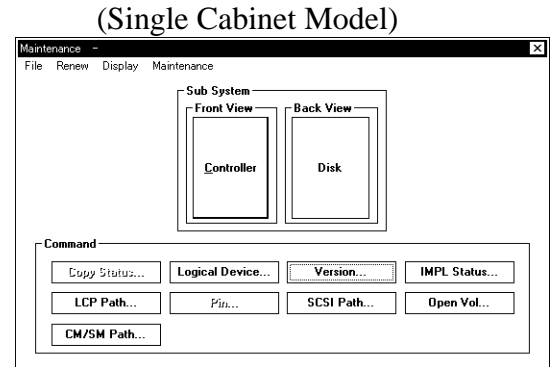 (Single Cabinet Model)
Maintenance -
File Renew Display Maintenance
Sub System
Front View Back View
Controller Disk
Command
Copy Status... Logical Device... Version... IMPL Status...
LCP Path... Pin... SCSI Path... Open Vol...
CM/SM Path...